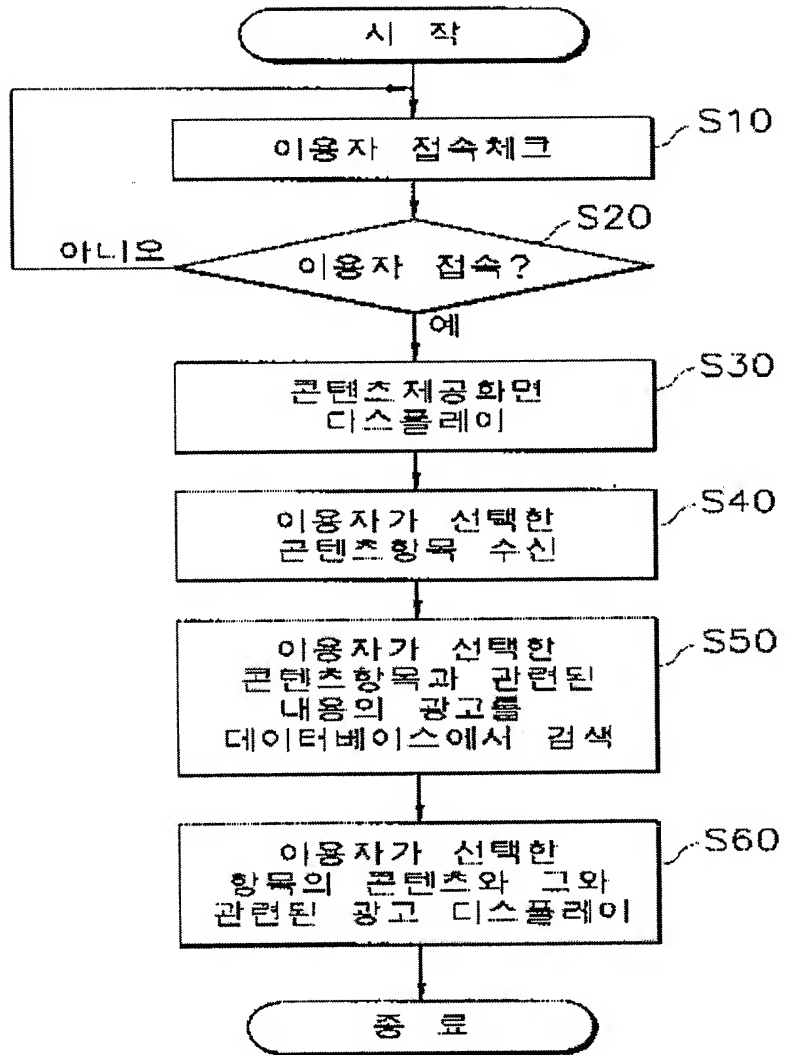 시 작
이용자 접속체크
S10
S20
아니오
이용자 접속?
예
S30
콘텐츠제공화면
디스플레이
S40
이용자가 선택한
콘텐츠항목 수신
S50
이용자가 선택한
콘텐츠항목과 관련된
내용의 광고를
데이터베이스에서 검색
S60
이용자가 선택한
항목의 콘텐츠와 그와
관련된 광고 디스플레이
종 료